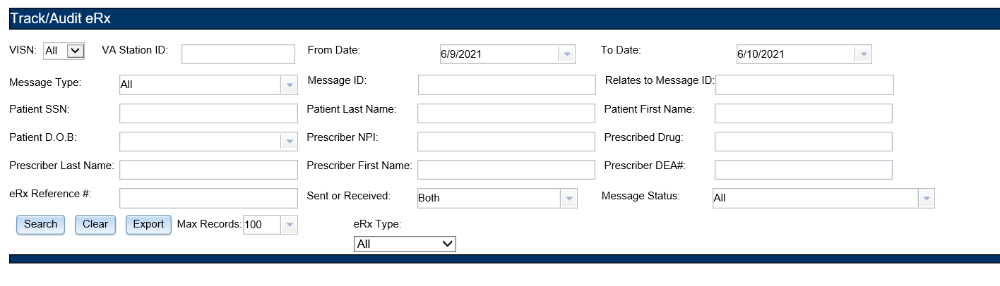 Track/Audit eRx
VISN: All VA Station ID: From Date: 6/9/2021 To Date: 6/10/2021
Message Type: All Message ID: Relates to Message ID:
Patient SSN: Patient Last Name: Patient First Name:
Patient D.O.B: Prescriber NPI: Prescribed Drug:
Prescriber Last Name: Prescriber First Name: Prescriber DEA#:
eRx Reference #: Sent or Received: Both Message Status: All
Search Clear Export Max Records: 100 eRx Type:
All